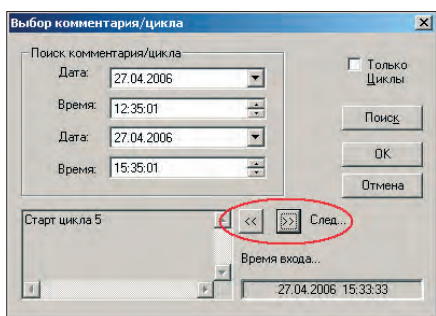 Выбор комментария/цикла
Поиск комментария/цикла
Дата: 27.04.2006
Время: 12:35:01
Дата: 27.04.2006
Время: 15:35:01
Только
Циклы
Поиск
OK
Отмена
Старт цикла 5
<< >> След...
Время входа...
27.04.2006 15:33:33